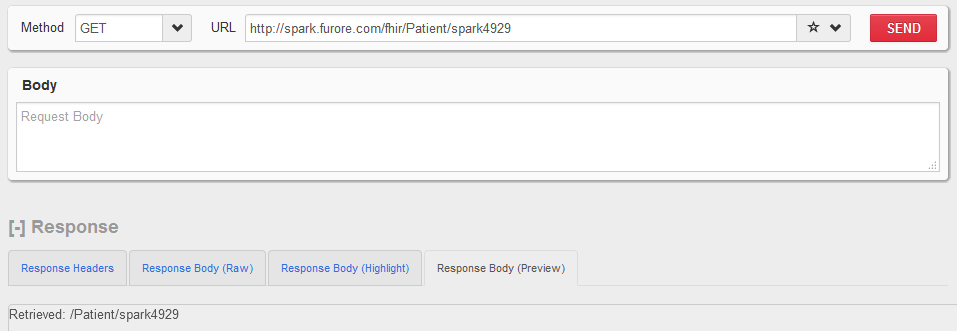 Method GET URL http://spark.furore.com/fhir/Patient/spark4929 SEND
Body
Request Body
[-] Response
Response Headers Response Body (Raw) Response Body (Highlight) Response Body (Preview)
Retrieved: /Patient/spark4929